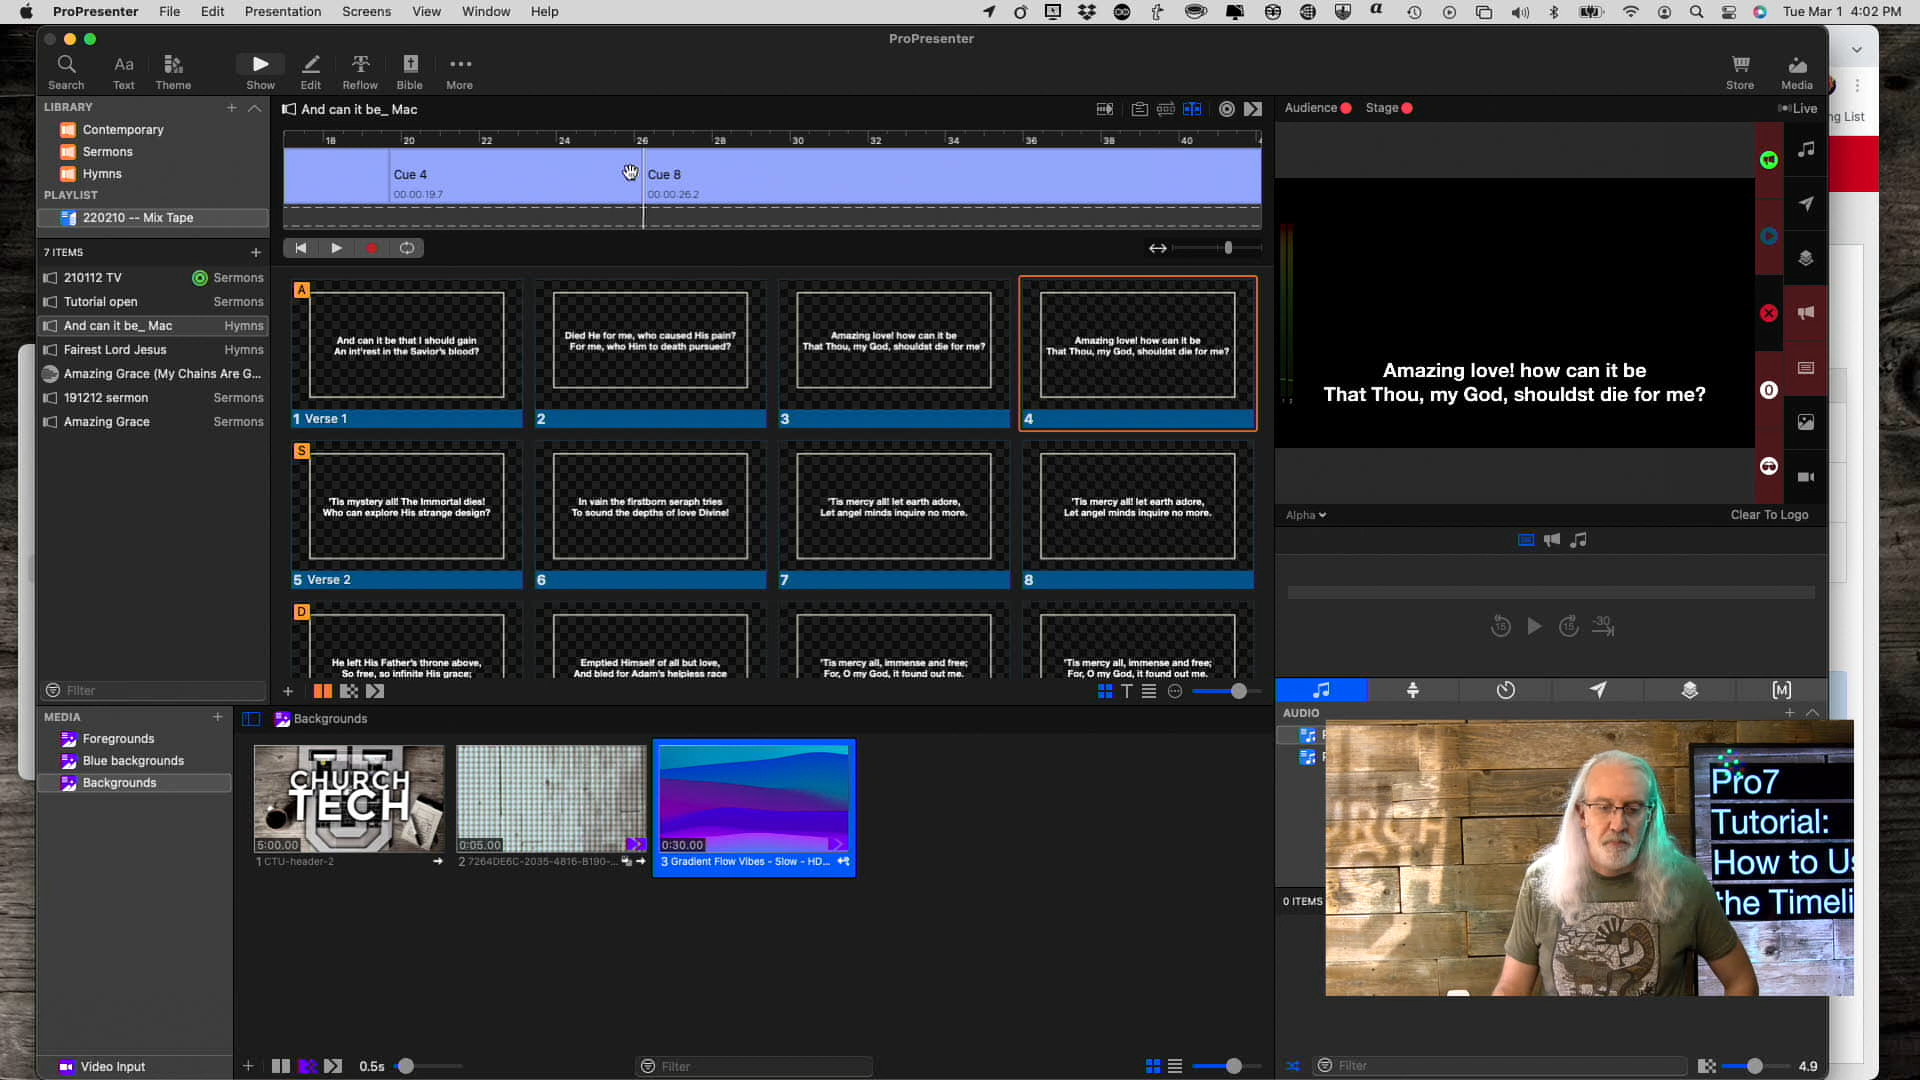 ProPresenter File Edit Presentation Screens View Window Help
Tue Mar 1 4:02 PM
ProPresenter
Search Text Theme Show Edit Reflow Bible More
Store Media
LIBRARY
Contemporary
Sermons
Hymns
PLAYLIST
220210 -- Mix Tape
7 ITEMS
210112 TV Sermons
Tutorial open Sermons
And can it be_ Mac Hymns
Fairest Lord Jesus Hymns
Amazing Grace (My Chains Are G...
191212 sermon Sermons
Amazing Grace Sermons
Filter
And can it be_ Mac
18 20 22 24 26 28 30 32 34 36 38 40
Cue 4
00.00.19.7
Cue 8
00.00.26.2
A
And can it be that I should gain
An int'rest in the Savior's blood?
1 Verse 1
Died He for me, who caused His pain?
For me, who Him to death pursued?
2
Amazing love! how can it be
That Thou, my God, shouldst die for me?
3
Amazing love! how can it be
That Thou, my God, shouldst die for me?
4
S
'Tis mystery all! The Immortal dies!
Who can explore His strange design?
5 Verse 2
In vain the firstborn seraph tries
To sound the depths of love Divine!
6
'Tis mercy all! let earth adore,
Let angel minds inquire no more.
7
'Tis mercy all! let earth adore,
Let angel minds inquire no more.
8
D
He left His Father's throne above,
So free, so infinite His grace;
Emptied Himself of all but love,
And bled for Adam's helpless race
'Tis mercy all, immense and free;
For, O my God, it found out me.
'Tis mercy all, immense and free;
For, O my God, it found out me.
Audience Stage Live
ng List
Amazing love! how can it be
That Thou, my God, shouldst die for me?
Alpha Clear To Logo
15 15 -30
[M]
AUDIO
0 ITEMS
MEDIA
Foregrounds
Blue backgrounds
Backgrounds
Video Input
Backgrounds
CHURCH
TECH
5:00.00
1 CTU-header-2
0:05.00
2 7264DE6C-2035-4816-B190-...
0:30.00
3 Gradient Flow Vibes - Slow - HD...
0.5s
Filter
Filter
4.9
Pro7
Tutorial:
How to Us
the Timeli